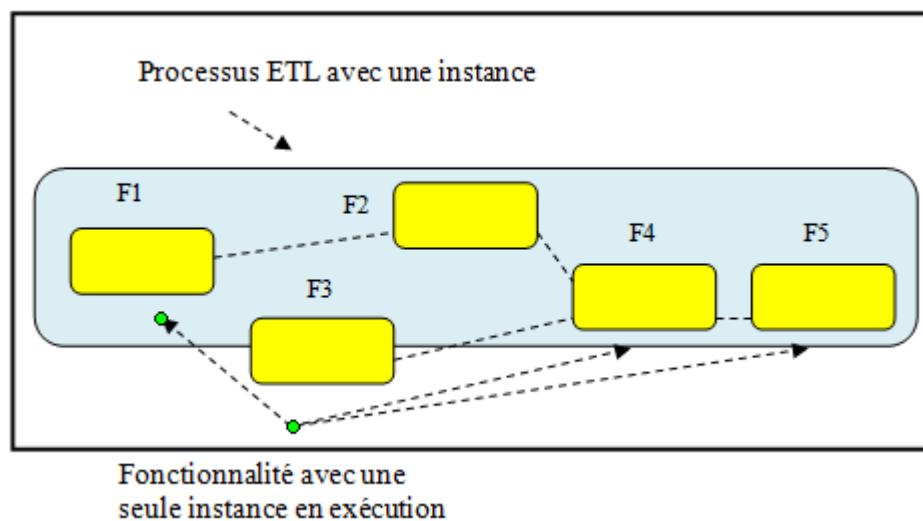 Processus ETL avec une instance
F1
F2
F4
F5
F3
Fonctionnalité avec une
seule instance en exécution